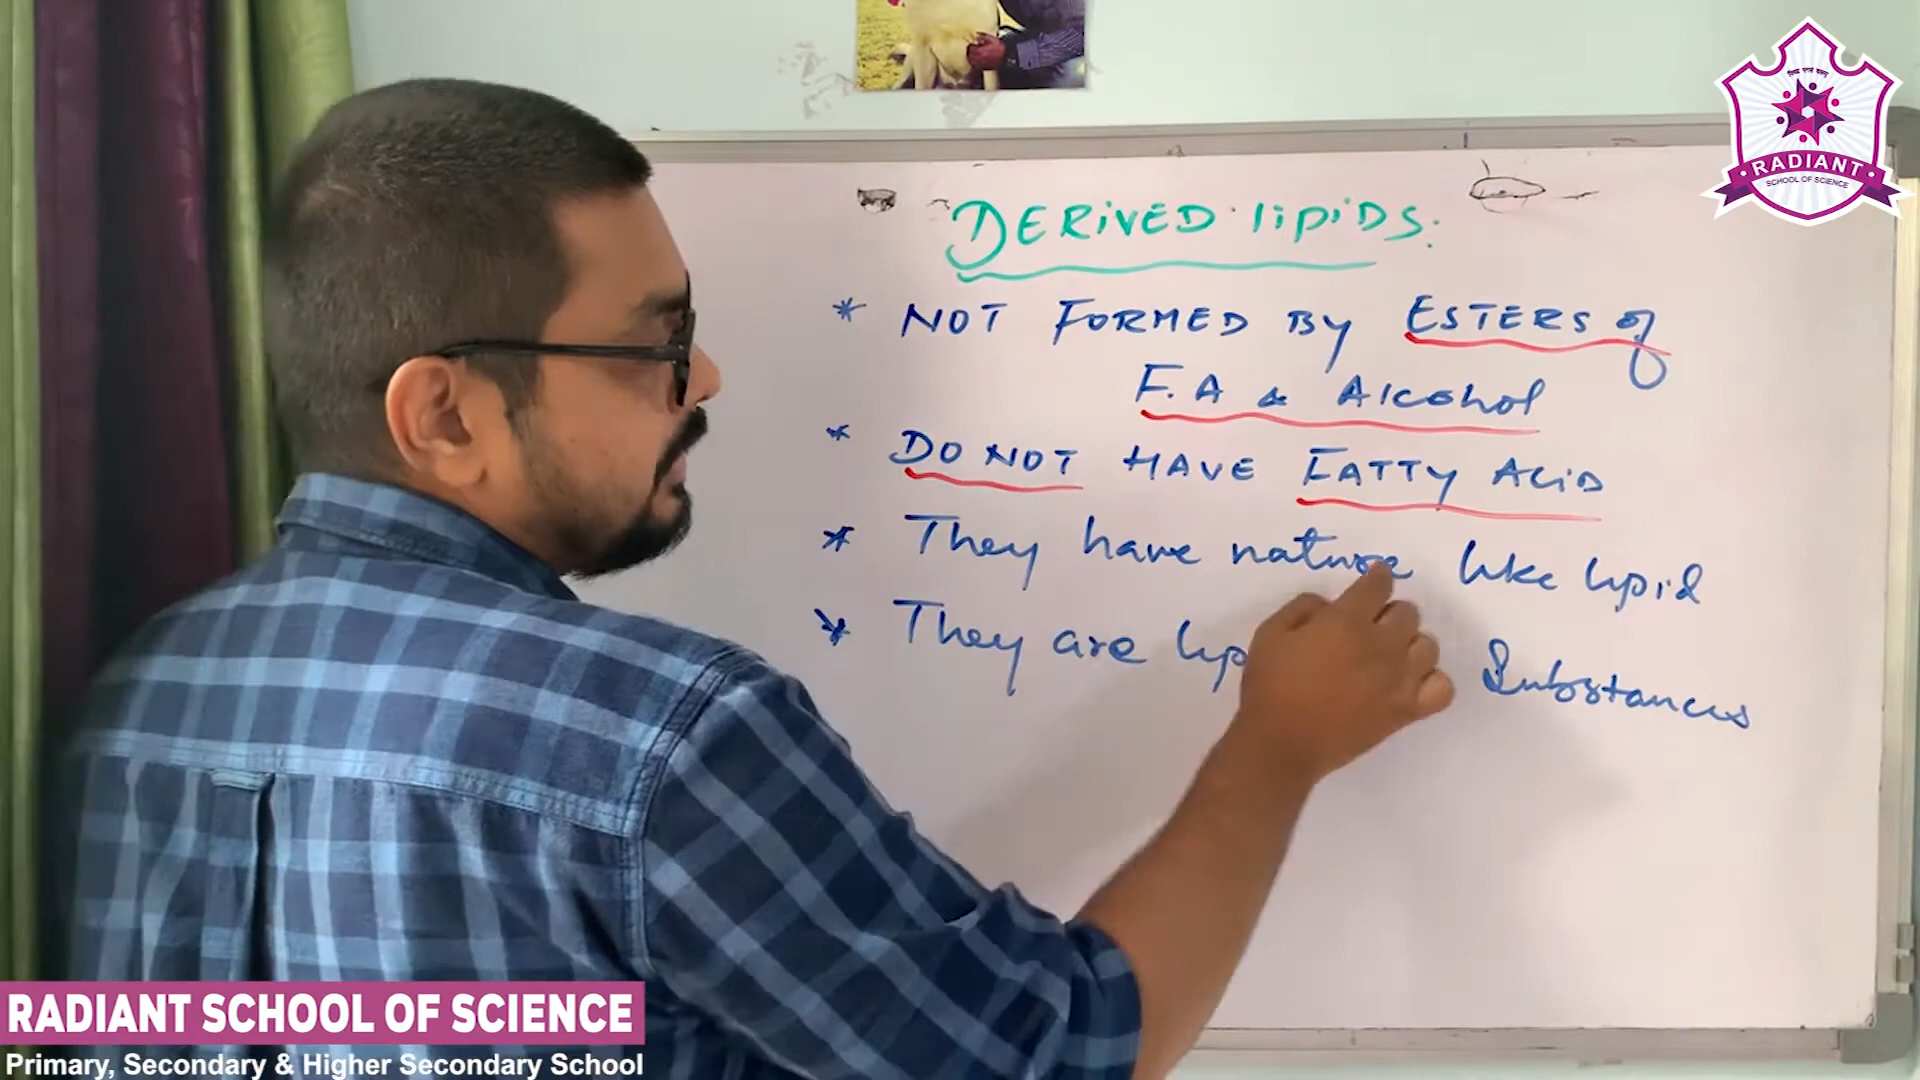 RADIANT
SCHOOL OF SCIENCE
DERIVED LIPIDS:
* NOT FORMED BY ESTERS of
F.A & Alcohol
* DO NOT HAVE FATTY ACID
* They have nature like lipid
* They are Substances
RADIANT SCHOOL OF SCIENCE
Primary, Secondary & Higher Secondary School